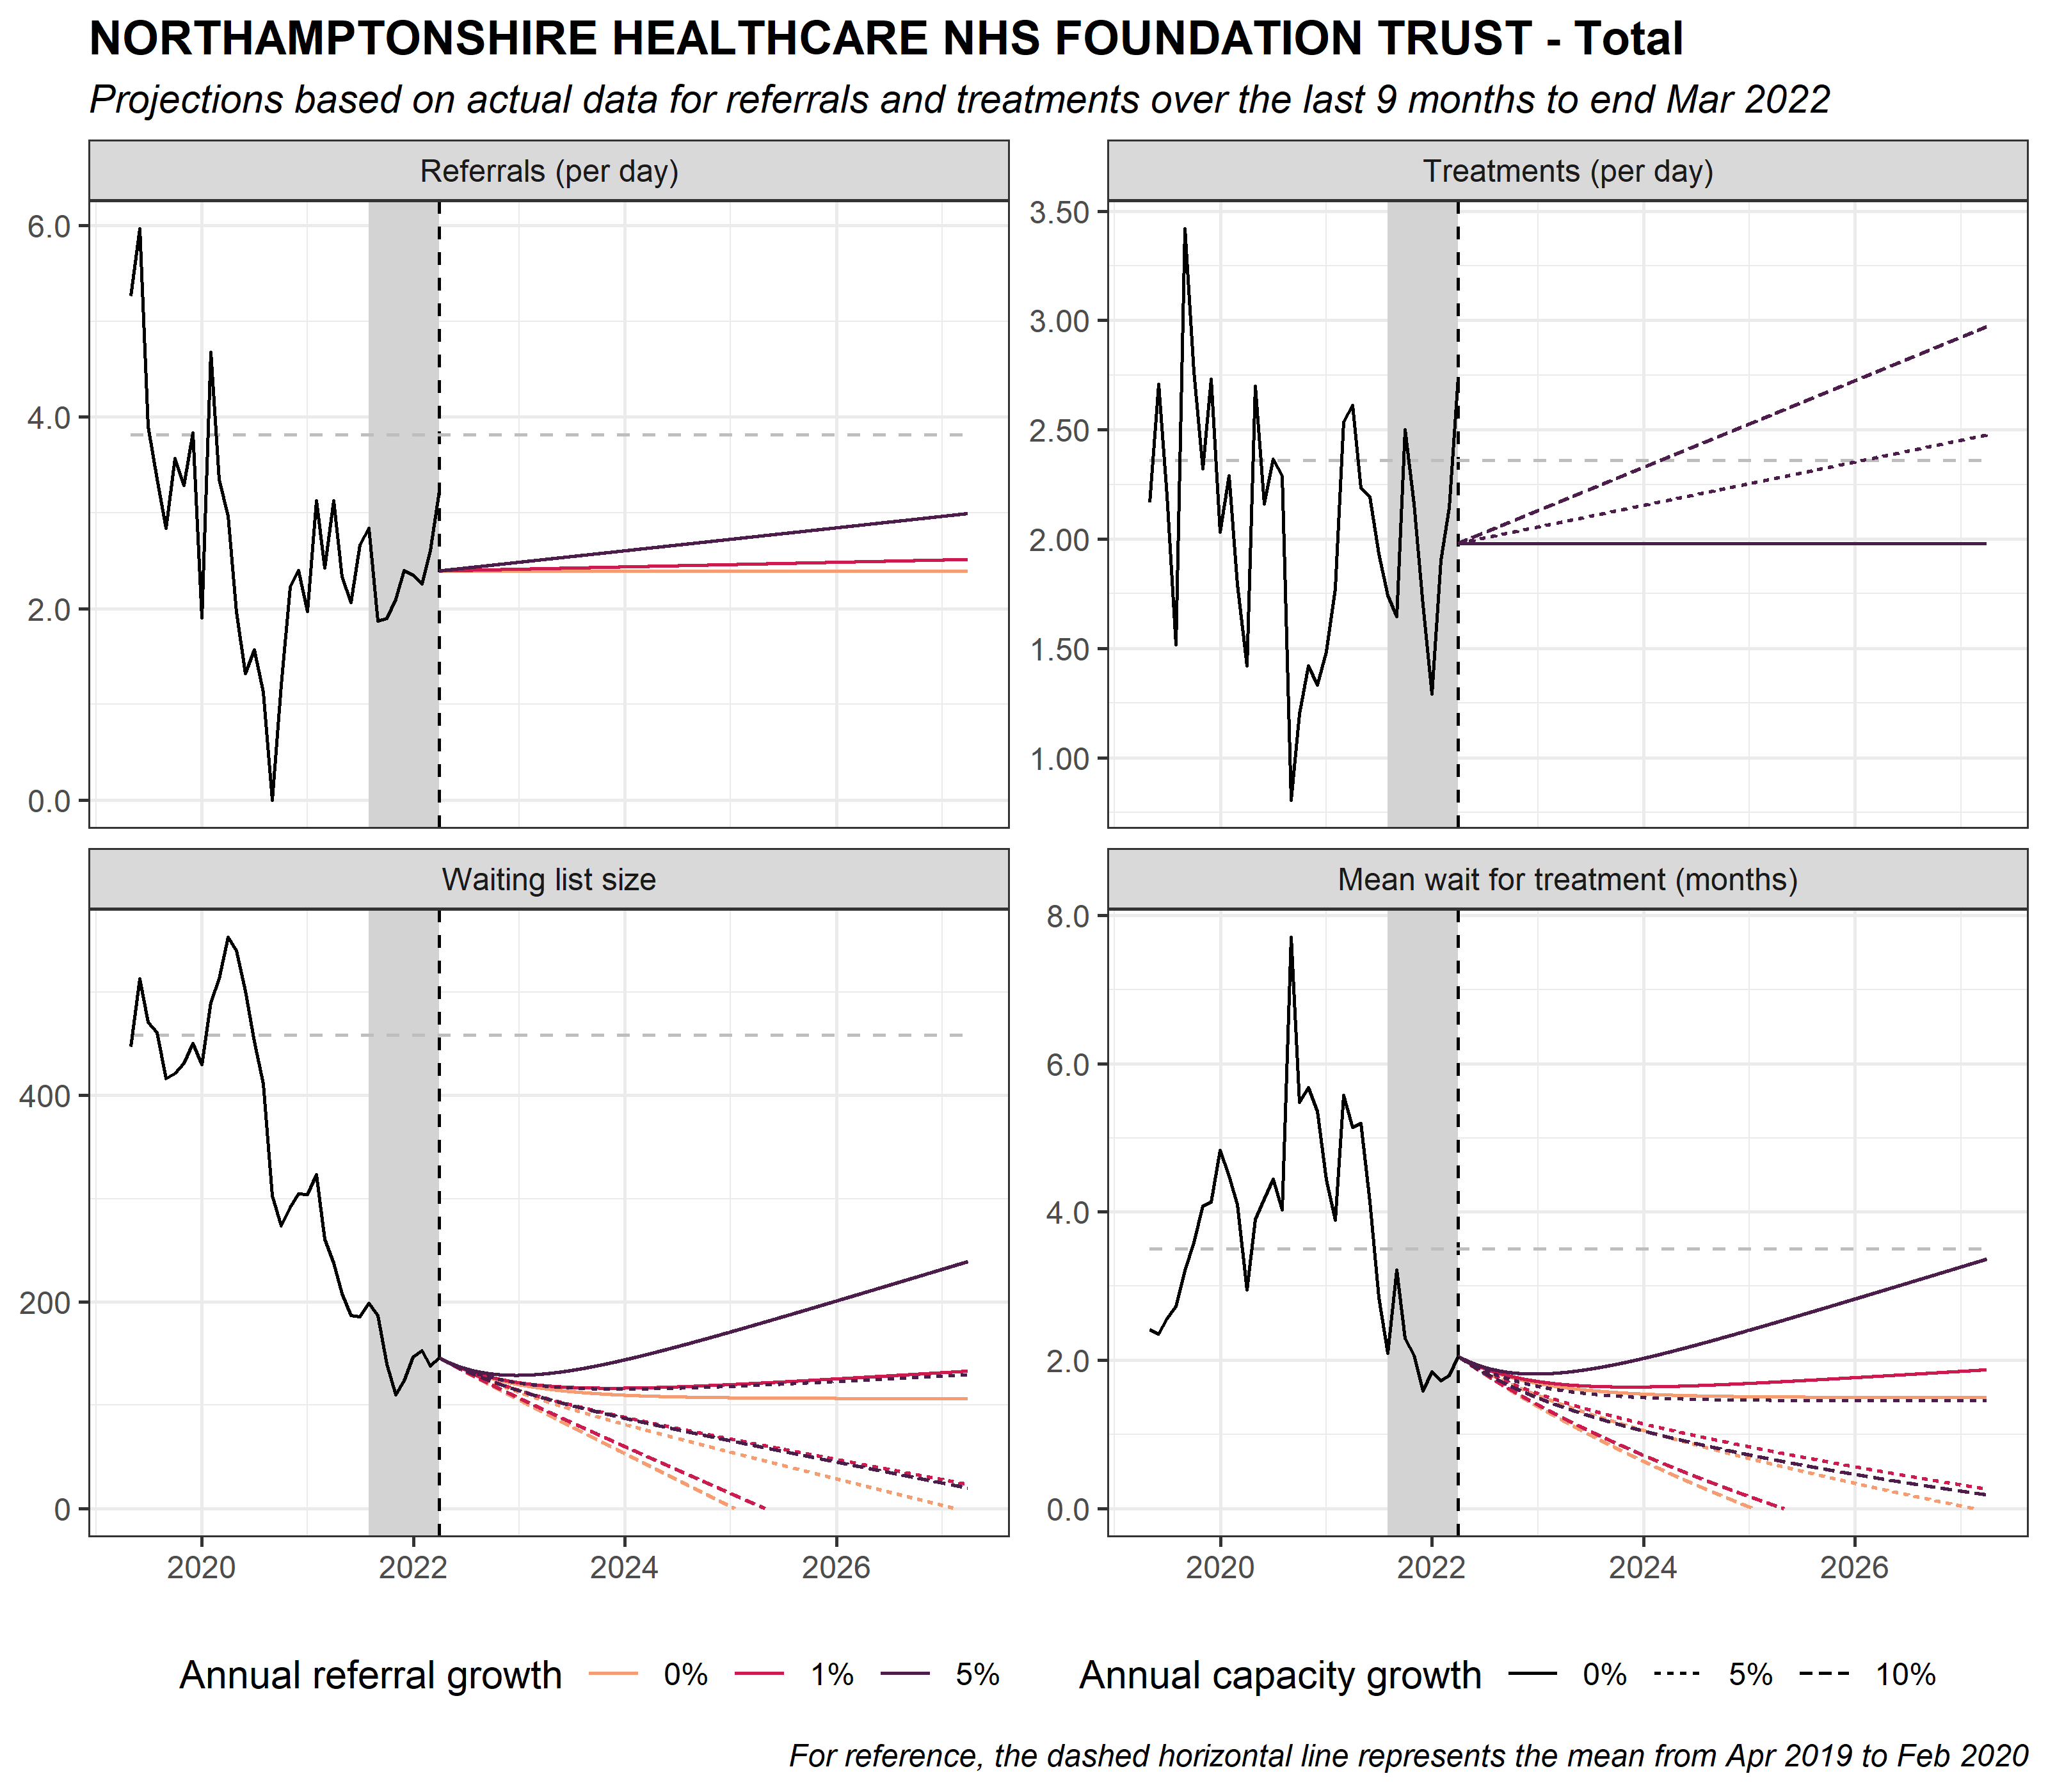 NORTHAMPTONSHIRE HEALTHCARE NHS FOUNDATION TRUST - Total
Projections based on actual data for referrals and treatments over the last 9 months to end Mar 2022
Referrals (per day)
6.0
4.0
2.0
0.0
Treatments (per day)
3.50
3.00
2.50
2.00
1.50
1.00
Waiting list size
400
200
0
2020 2022 2024 2026
Mean wait for treatment (months)
8.0
6.0
4.0
2.0
0.0
2020 2022 2024 2026
Annual referral growth 0% 1% 5%
Annual capacity growth 0% 5% 10%
For reference, the dashed horizontal line represents the mean from Apr 2019 to Feb 2020